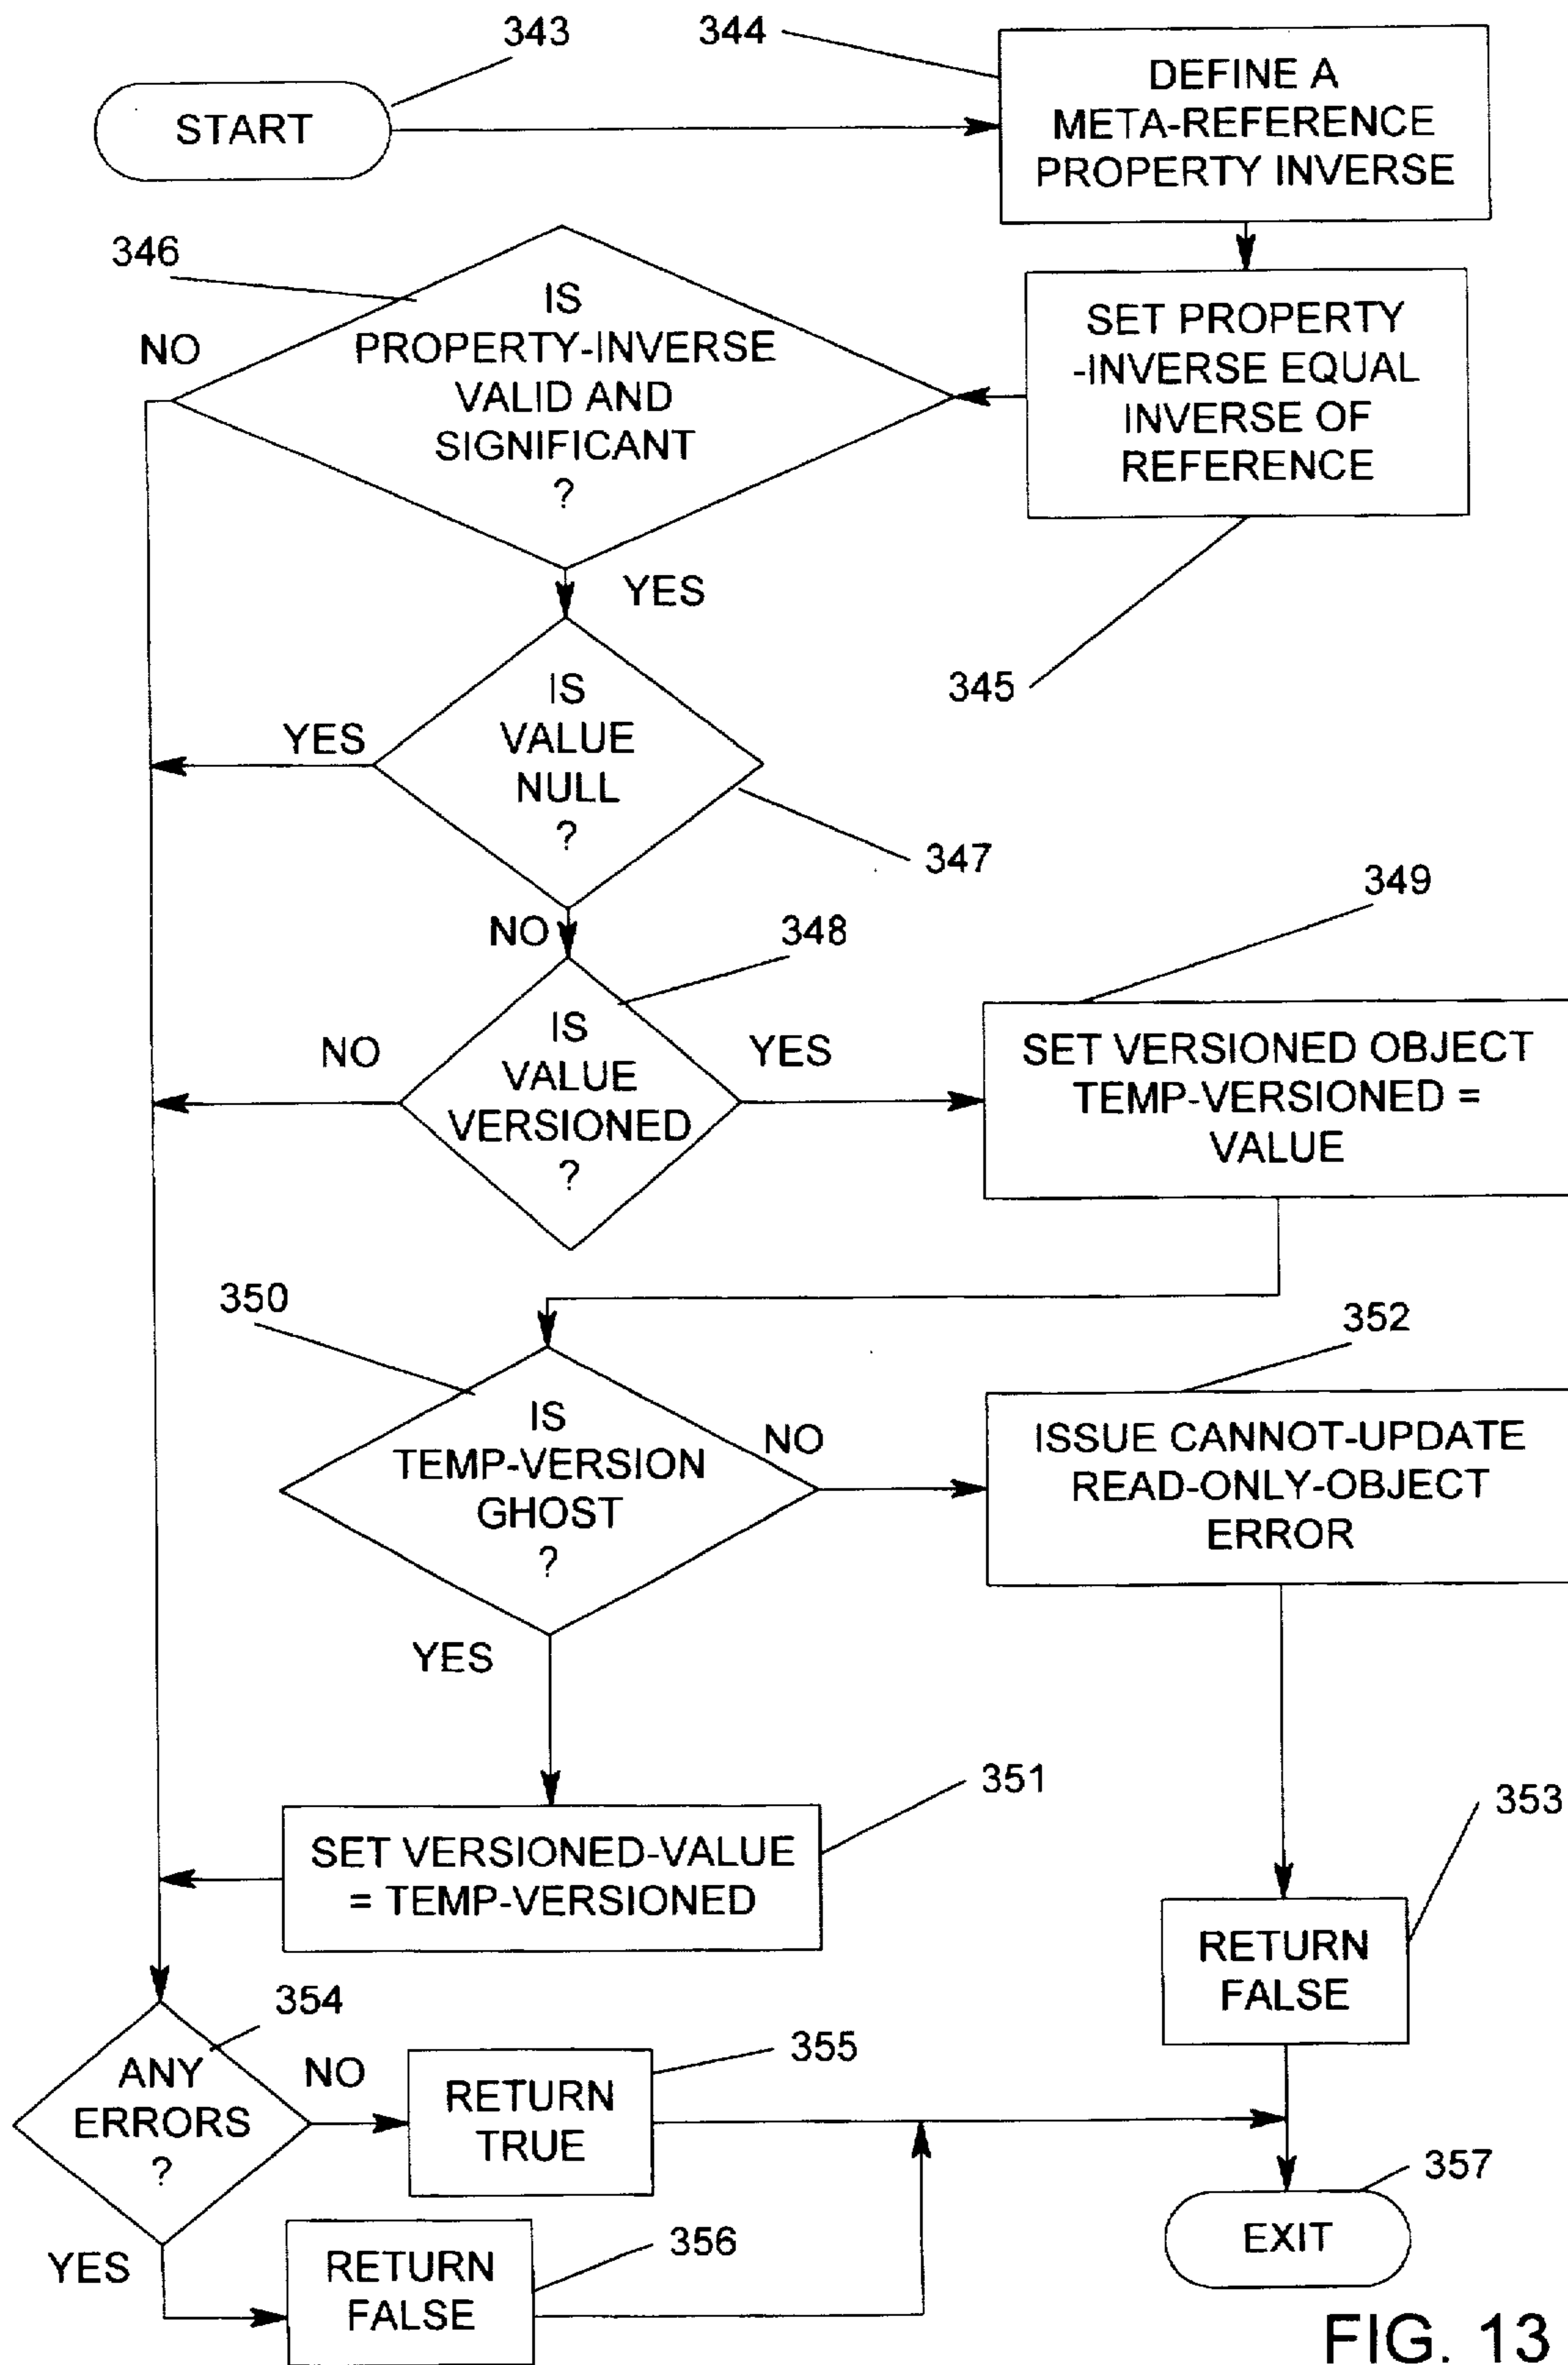 343
344
START
DEFINE A
META-REFERENCE
PROPERTY INVERSE
346
NO
IS
PROPERTY-INVERSE
VALID AND
SIGNIFICANT
?
SET PROPERTY
-INVERSE EQUAL
INVERSE OF
REFERENCE
YES
345
IS
VALUE
NULL
?
YES
347
NO
348
349
IS
VALUE
VERSIONED
?
NO
YES
SET VERSIONED OBJECT
TEMP-VERSIONED =
VALUE
350
352
IS
TEMP-VERSION
GHOST
?
NO
ISSUE CANNOT-UPDATE
READ-ONLY-OBJECT
ERROR
YES
351
353
SET VERSIONED-VALUE
= TEMP-VERSIONED
RETURN
FALSE
354
ANY
ERRORS
?
NO
355
RETURN
TRUE
357
EXIT
YES
356
RETURN
FALSE
FIG. 13